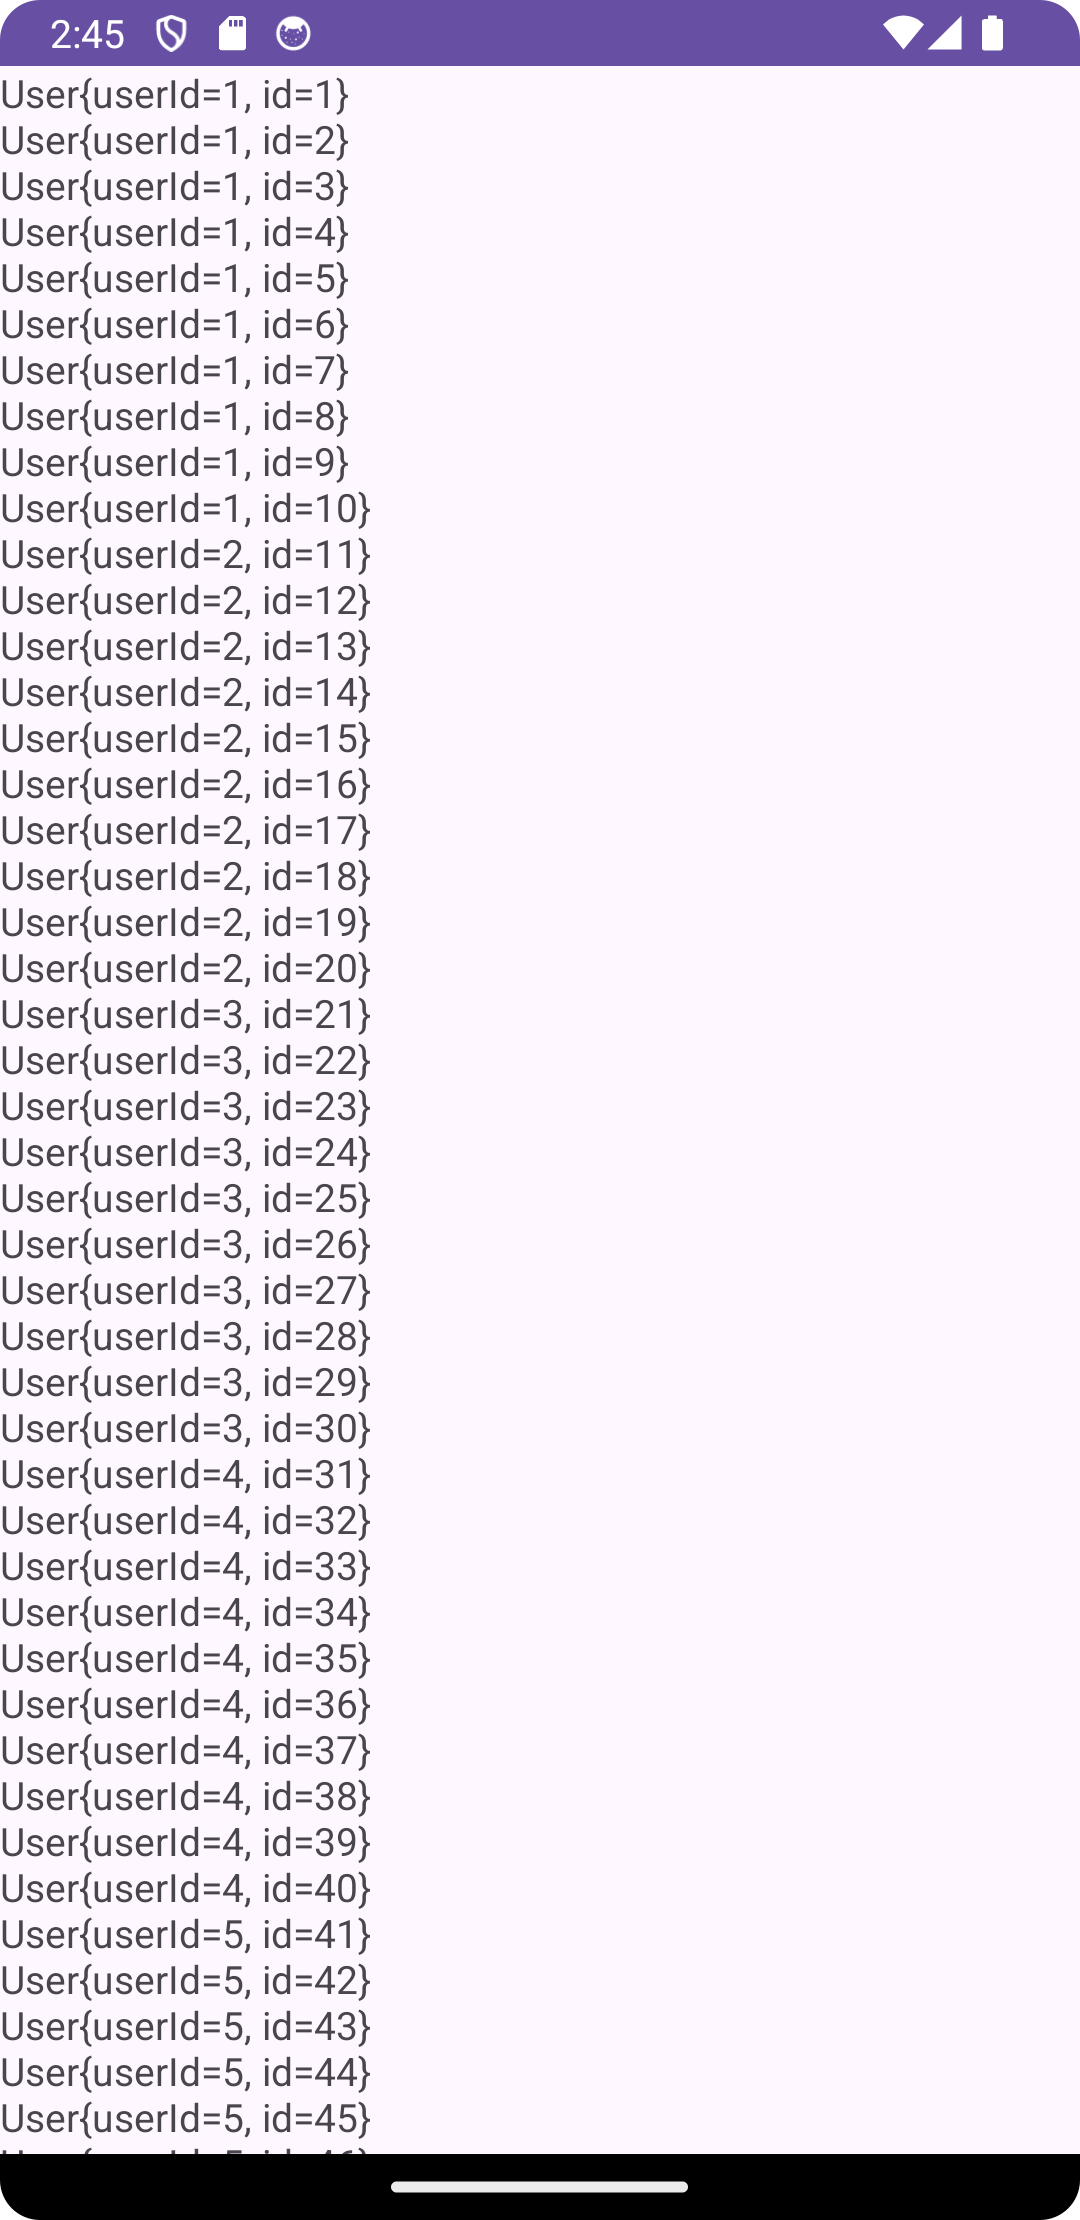 2:45
User{userId=1, id=1}
User{userId=1, id=2}
User{userId=1, id=3}
User{userId=1, id=4}
User{userId=1, id=5}
User{userId=1, id=6}
User{userId=1, id=7}
User{userId=1, id=8}
User{userId=1, id=9}
User{userId=1, id=10}
User{userId=2, id=11}
User{userId=2, id=12}
User{userId=2, id=13}
User{userId=2, id=14}
User{userId=2, id=15}
User{userId=2, id=16}
User{userId=2, id=17}
User{userId=2, id=18}
User{userId=2, id=19}
User{userId=2, id=20}
User{userId=3, id=21}
User{userId=3, id=22}
User{userId=3, id=23}
User{userId=3, id=24}
User{userId=3, id=25}
User{userId=3, id=26}
User{userId=3, id=27}
User{userId=3, id=28}
User{userId=3, id=29}
User{userId=3, id=30}
User{userId=4, id=31}
User{userId=4, id=32}
User{userId=4, id=33}
User{userId=4, id=34}
User{userId=4, id=35}
User{userId=4, id=36}
User{userId=4, id=37}
User{userId=4, id=38}
User{userId=4, id=39}
User{userId=4, id=40}
User{userId=5, id=41}
User{userId=5, id=42}
User{userId=5, id=43}
User{userId=5, id=44}
User{userId=5, id=45}